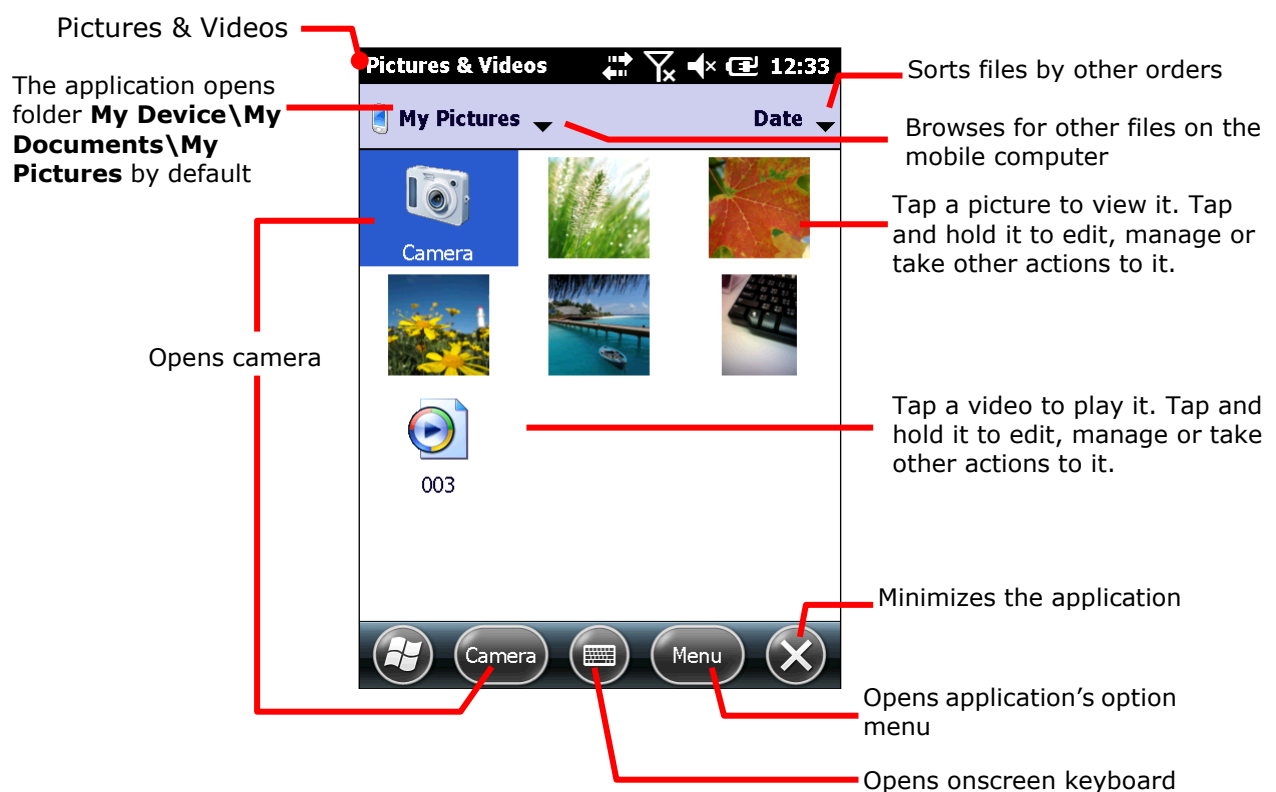 Pictures & Videos
The application opens
folder My Device\My
Documents\My
Pictures by default
Opens camera
Pictures & Videos 12:33
My Pictures Date
Camera
003
Camera Menu
Sorts files by other orders
Browses for other files on the
mobile computer
Tap a picture to view it. Tap
and hold it to edit, manage or
take other actions to it.
Tap a video to play it. Tap and
hold it to edit, manage or take
other actions to it.
Minimizes the application
Opens application’s option
menu
Opens onscreen keyboard